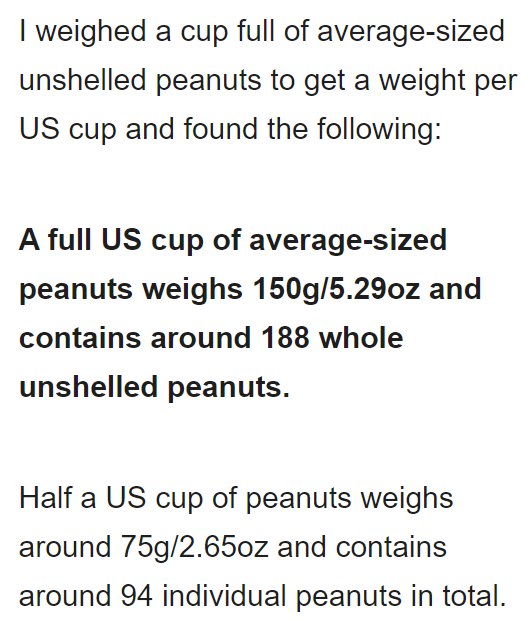 I weighed a cup full of average-sized
unshelled peanuts to get a weight per
US cup and found the following:
A full US cup of average-sized
peanuts weighs 150g/5.29oz and
contains around 188 whole
unshelled peanuts.
Half a US cup of peanuts weighs
around 75g/2.65oz and contains
around 94 individual peanuts in total.